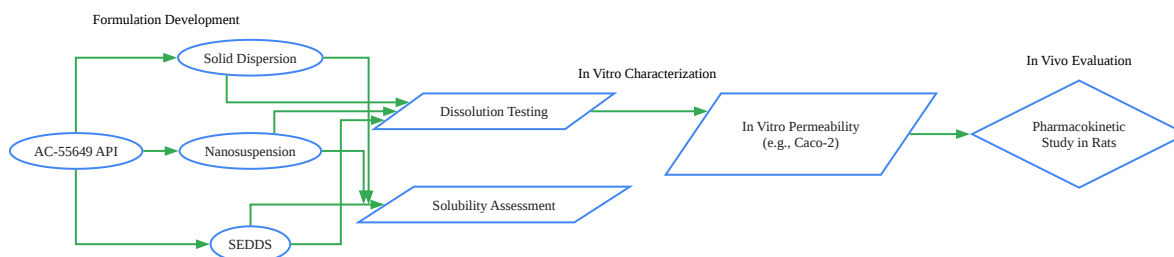 Formulation Development
Solid Dispersion
In Vitro Characterization
In Vivo Evaluation
Dissolution Testing
In Vitro Permeability
(e.g., Caco-2)
Pharmacokinetic
Study in Rats
AC-55649 API
Nanosuspension
Solubility Assessment
SEDDS